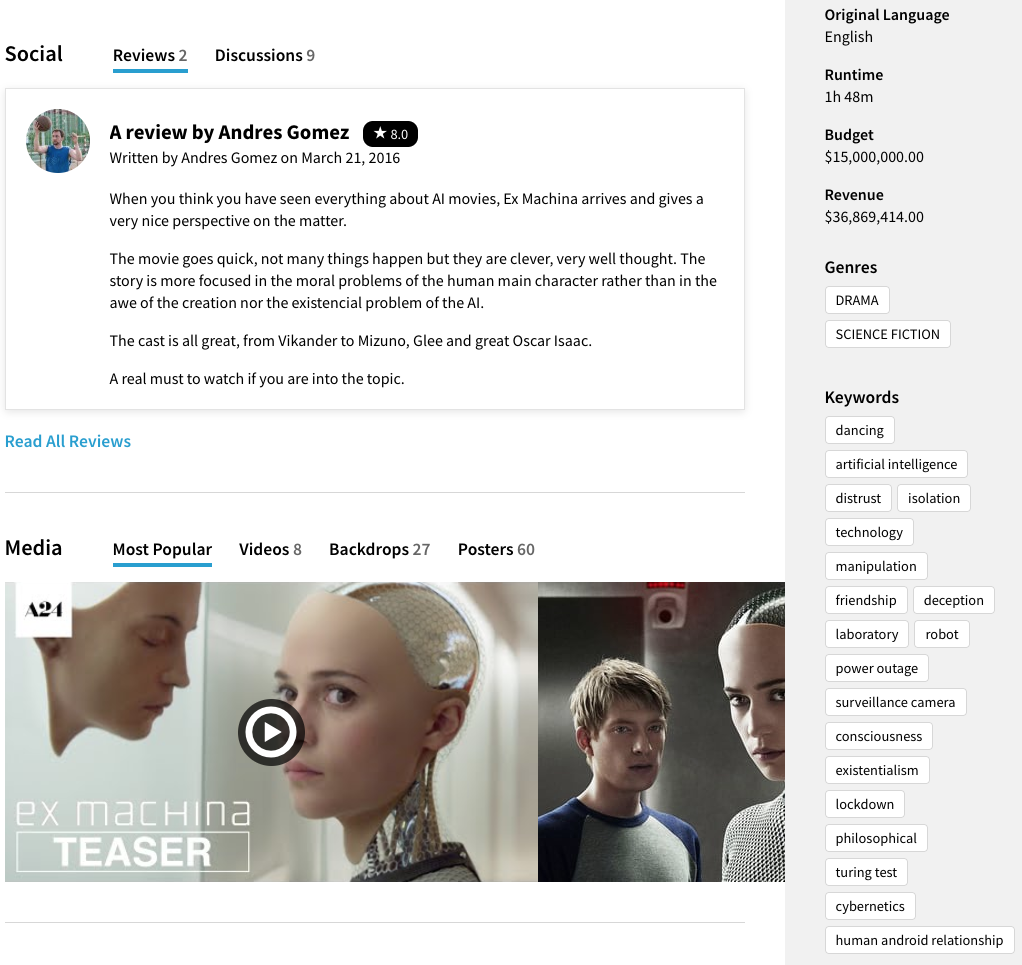 Social
Reviews 2
Discussions 9
A review by Andres Gomez
★ 8.0
Written by Andres Gomez on March 21, 2016
When you think you have seen everything about AI movies, Ex Machina arrives and gives a
very nice perspective on the matter.
The movie goes quick, not many things happen but they are clever, very well thought. The
story is more focused in the moral problems of the human main character rather than in the
awe of the creation nor the existencial problem of the AI.
The cast is all great, from Vikander to Mizuno, Glee and great Oscar Isaac.
A real must to watch if you are into the topic.
Read All Reviews
Media
Most Popular
Videos 8
Backdrops 27
Posters 60
A24
ex machina
TEASER
Original Language
English
Runtime
1h 48m
Budget
$15,000,000.00
Revenue
$36,869,414.00
Genres
DRAMA
SCIENCE FICTION
Keywords
dancing
artificial intelligence
distrust
isolation
technology
manipulation
friendship
deception
laboratory
robot
power outage
surveillance camera
consciousness
existentialism
lockdown
philosophical
turing test
cybernetics
human android relationship